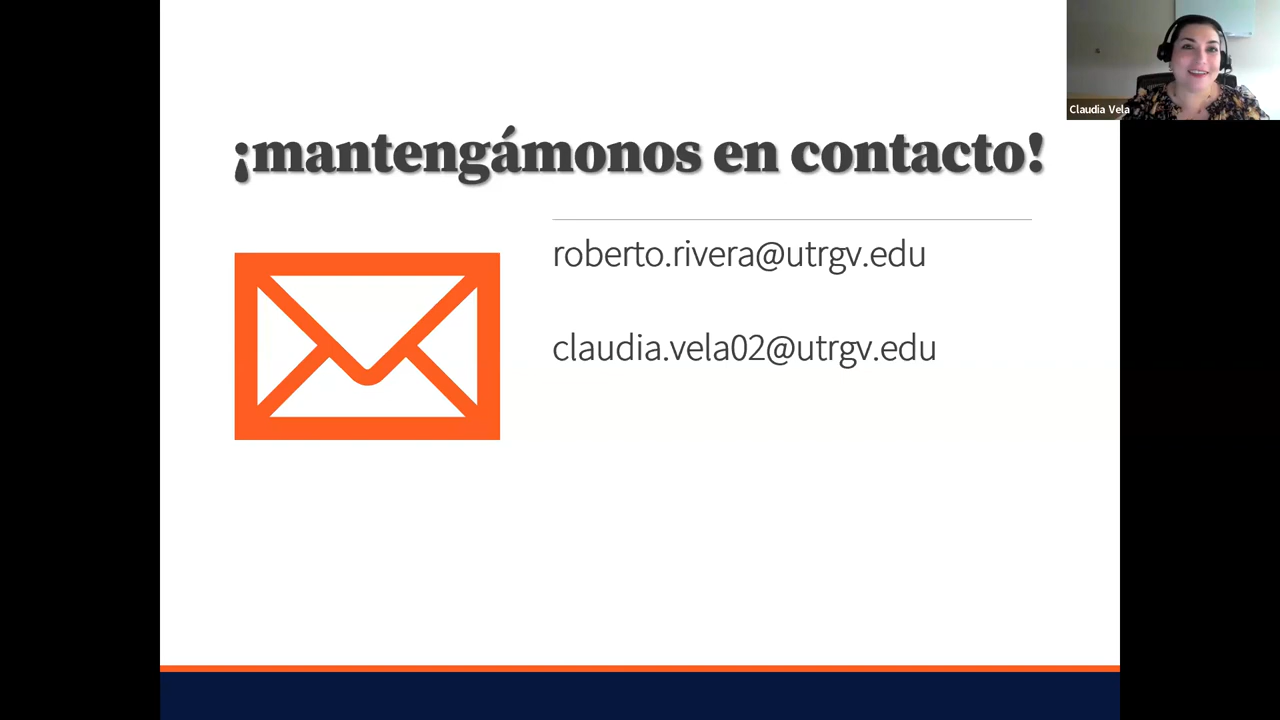 ¡mantengámonos en contacto!
roberto.rivera@utrgv.edu
claudia.vela02@utrgv.edu
Claudia Vela